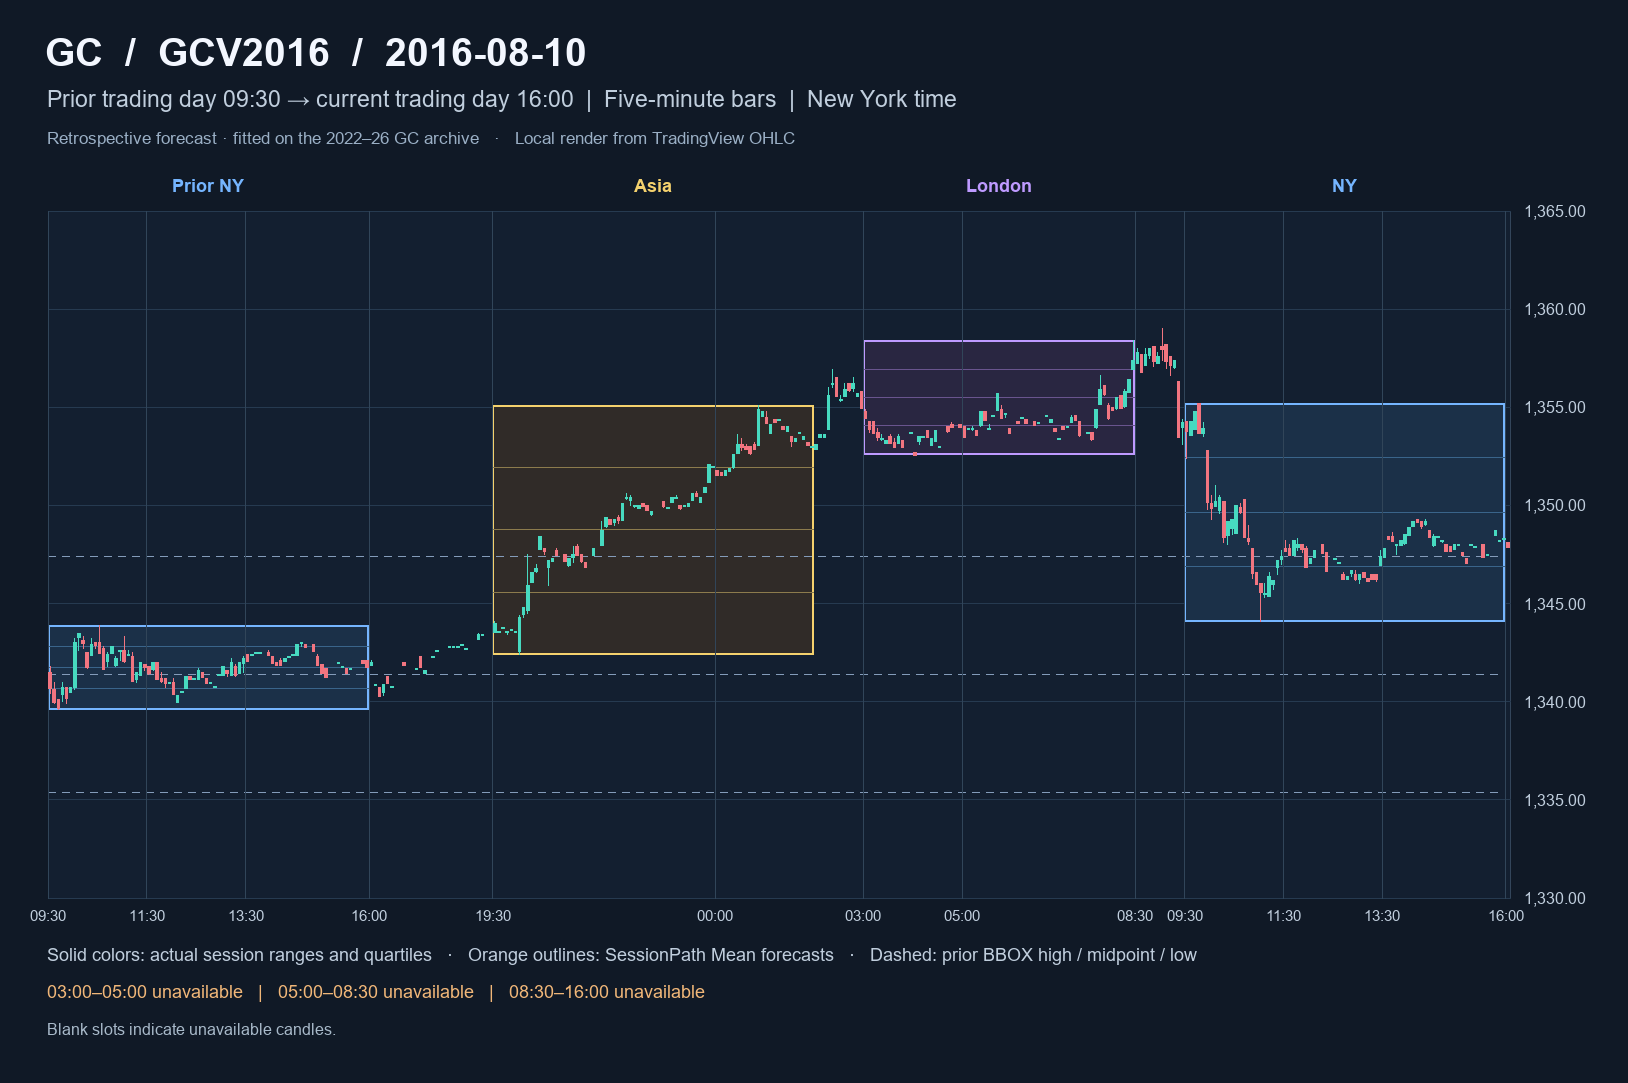 GC / GCV2016 / 2016-08-10
Prior trading day 09:30 → current trading day 16:00 | Five-minute bars | New York time
Retrospective forecast · fitted on the 2022–26 GC archive · Local render from TradingView OHLC
Prior NY Asia London NY
1,365.00
1,360.00
1,355.00
1,350.00
1,345.00
1,340.00
1,335.00
1,330.00
09:30 11:30 13:30 16:00 19:30 00:00 03:00 05:00 08:30 09:30 11:30 13:30 16:00
Solid colors: actual session ranges and quartiles · Orange outlines: SessionPath Mean forecasts · Dashed: prior BBOX high / midpoint / low
03:00–05:00 unavailable | 05:00–08:30 unavailable | 08:30–16:00 unavailable
Blank slots indicate unavailable candles.